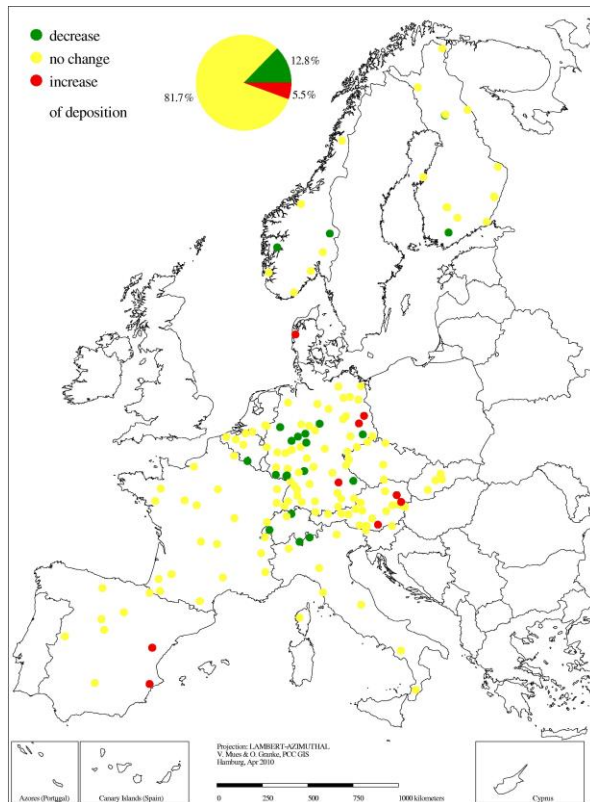 decrease
no change
increase
of deposition
12.8%
5.5%
81.7%
Projection: LAMBERT-AZIMUTHAL
V. Mues & O. Granke, PCC GIS
Hamburg, Apr 2010
0 250 500 750 1000 kilometers
Azores (Portugal)
Canary Islands (Spain)
Cyprus